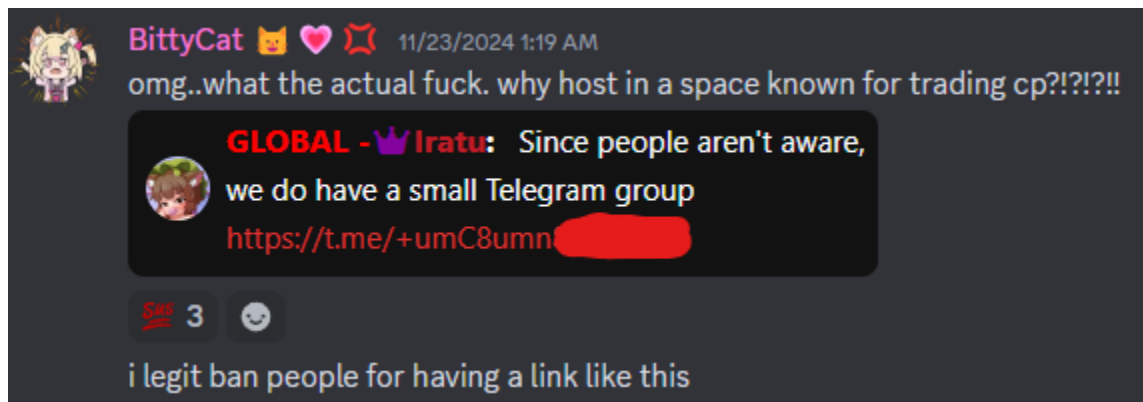 BittyCat 11/23/2024 1:19 AM
omg..what the actual fuck. why host in a space known for trading cp?!?!?!!
GLOBAL - Iratu: Since people aren't aware,
we do have a small Telegram group
https://t.me/+umC8umn
Sus 3
i legit ban people for having a link like this